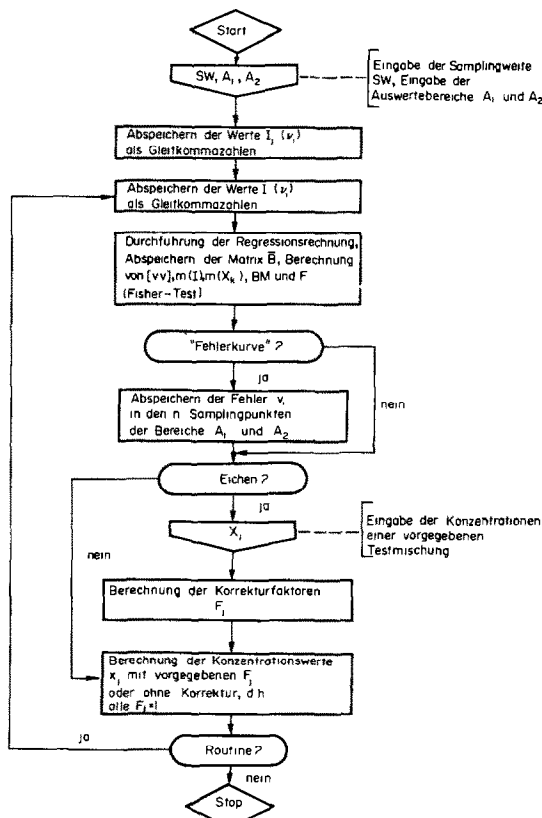 Start
SW, A₁, A₂
Eingabe der Samplingweite
SW, Eingabe der
Auswertebereiche A₁ und A₂
Abspeichern der Werte Iⱼ (νᵢ)
als Gleitkommazahlen
Abspeichern der Werte I (νᵢ)
als Gleitkommazahlen
Durchfuhrung der Regressionsrechnung,
Abspeichern der Matrix B̄, Berechnung
von [vv],m(I),m(Xₖ), BM und F
(Fisher-Test)
"Fehlerkurve" ?
ja
nein
Abspeichern der Fehler vᵢ
in den n Samplingpunkten
der Bereiche A₁ und A₂
Eichen ?
ja
nein
Xⱼ
Eingabe der Konzentrationen
einer vorgegebenen
Testmischung
Berechnung der Korrekturfaktoren
Fⱼ
Berechnung der Konzentrationswerte
xⱼ mit vorgegebenen Fⱼ
oder ohne Korrektur, d h
alle Fⱼ=1
ja
Routine ?
nein
Stop